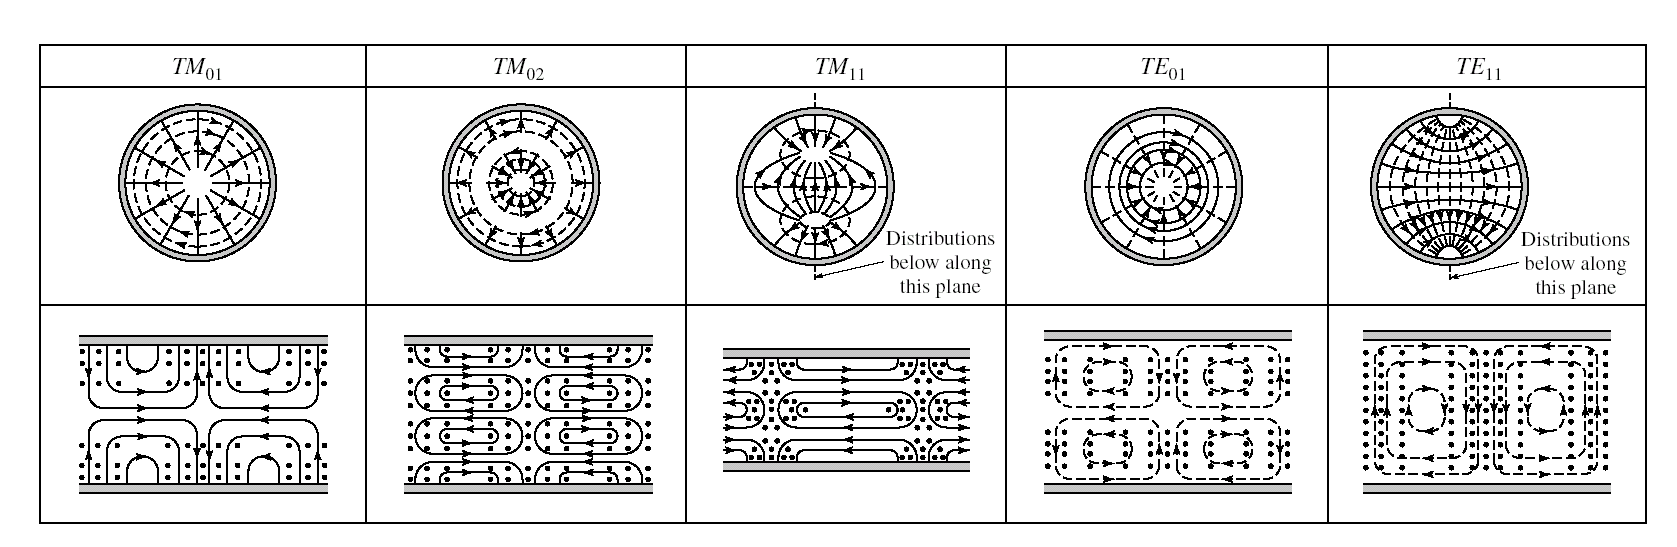 TM₀₁ TM₀₂ TM₁₁ TE₀₁ TE₁₁
Distributions
below along
this plane
Distributions
below along
this plane